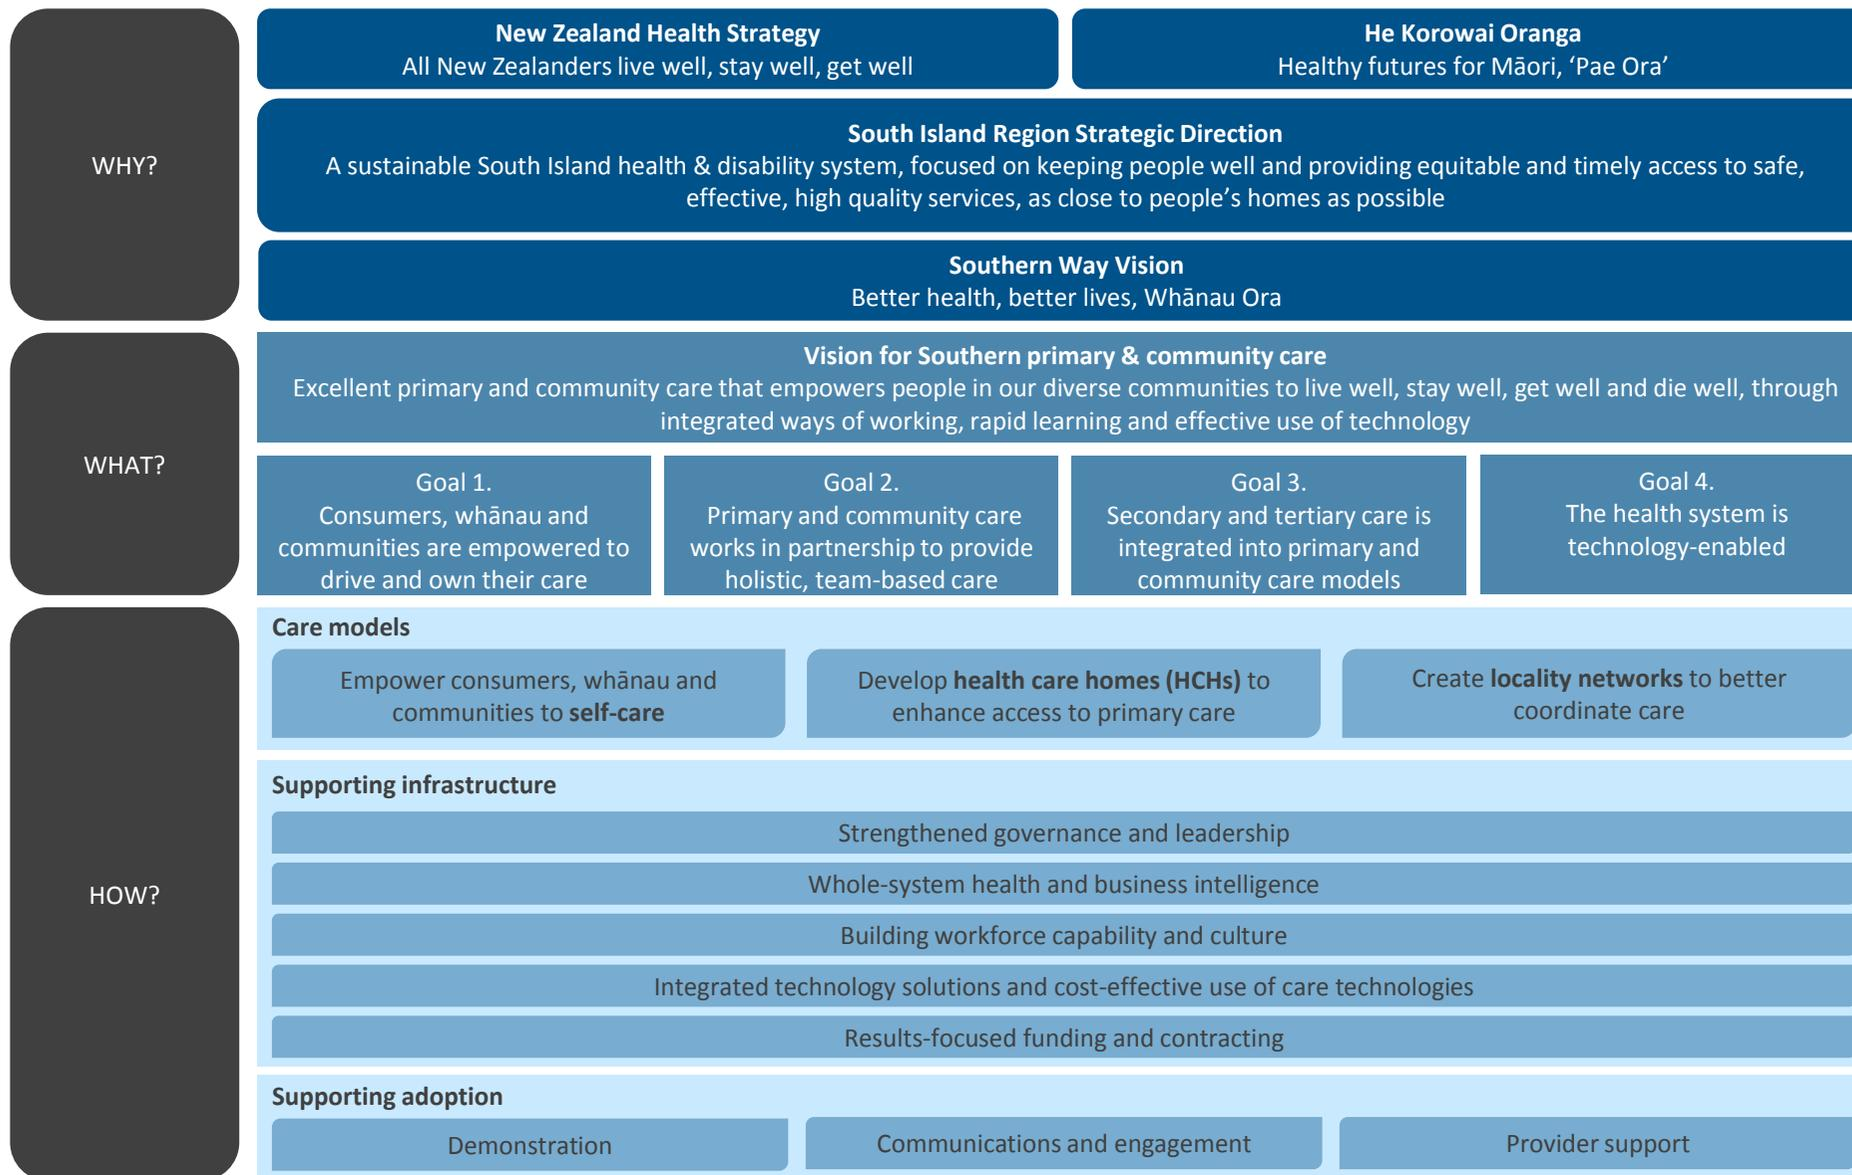 WHY?
New Zealand Health Strategy
All New Zealanders live well, stay well, get well
He Korowai Oranga
Healthy futures for Māori, ‘Pae Ora’
South Island Region Strategic Direction
A sustainable South Island health & disability system, focused on keeping people well and providing equitable and timely access to safe,
effective, high quality services, as close to people’s homes as possible
Southern Way Vision
Better health, better lives, Whānau Ora
WHAT?
Vision for Southern primary & community care
Excellent primary and community care that empowers people in our diverse communities to live well, stay well, get well and die well, through
integrated ways of working, rapid learning and effective use of technology
Goal 1.
Consumers, whānau and
communities are empowered to
drive and own their care
Goal 2.
Primary and community care
works in partnership to provide
holistic, team-based care
Goal 3.
Secondary and tertiary care is
integrated into primary and
community care models
Goal 4.
The health system is
technology-enabled
HOW?
Care models
Empower consumers, whānau and
communities to self-care
Develop health care homes (HCHs) to
enhance access to primary care
Create locality networks to better
coordinate care
Supporting infrastructure
Strengthened governance and leadership
Whole-system health and business intelligence
Building workforce capability and culture
Integrated technology solutions and cost-effective use of care technologies
Results-focused funding and contracting
Supporting adoption
Demonstration
Communications and engagement
Provider support